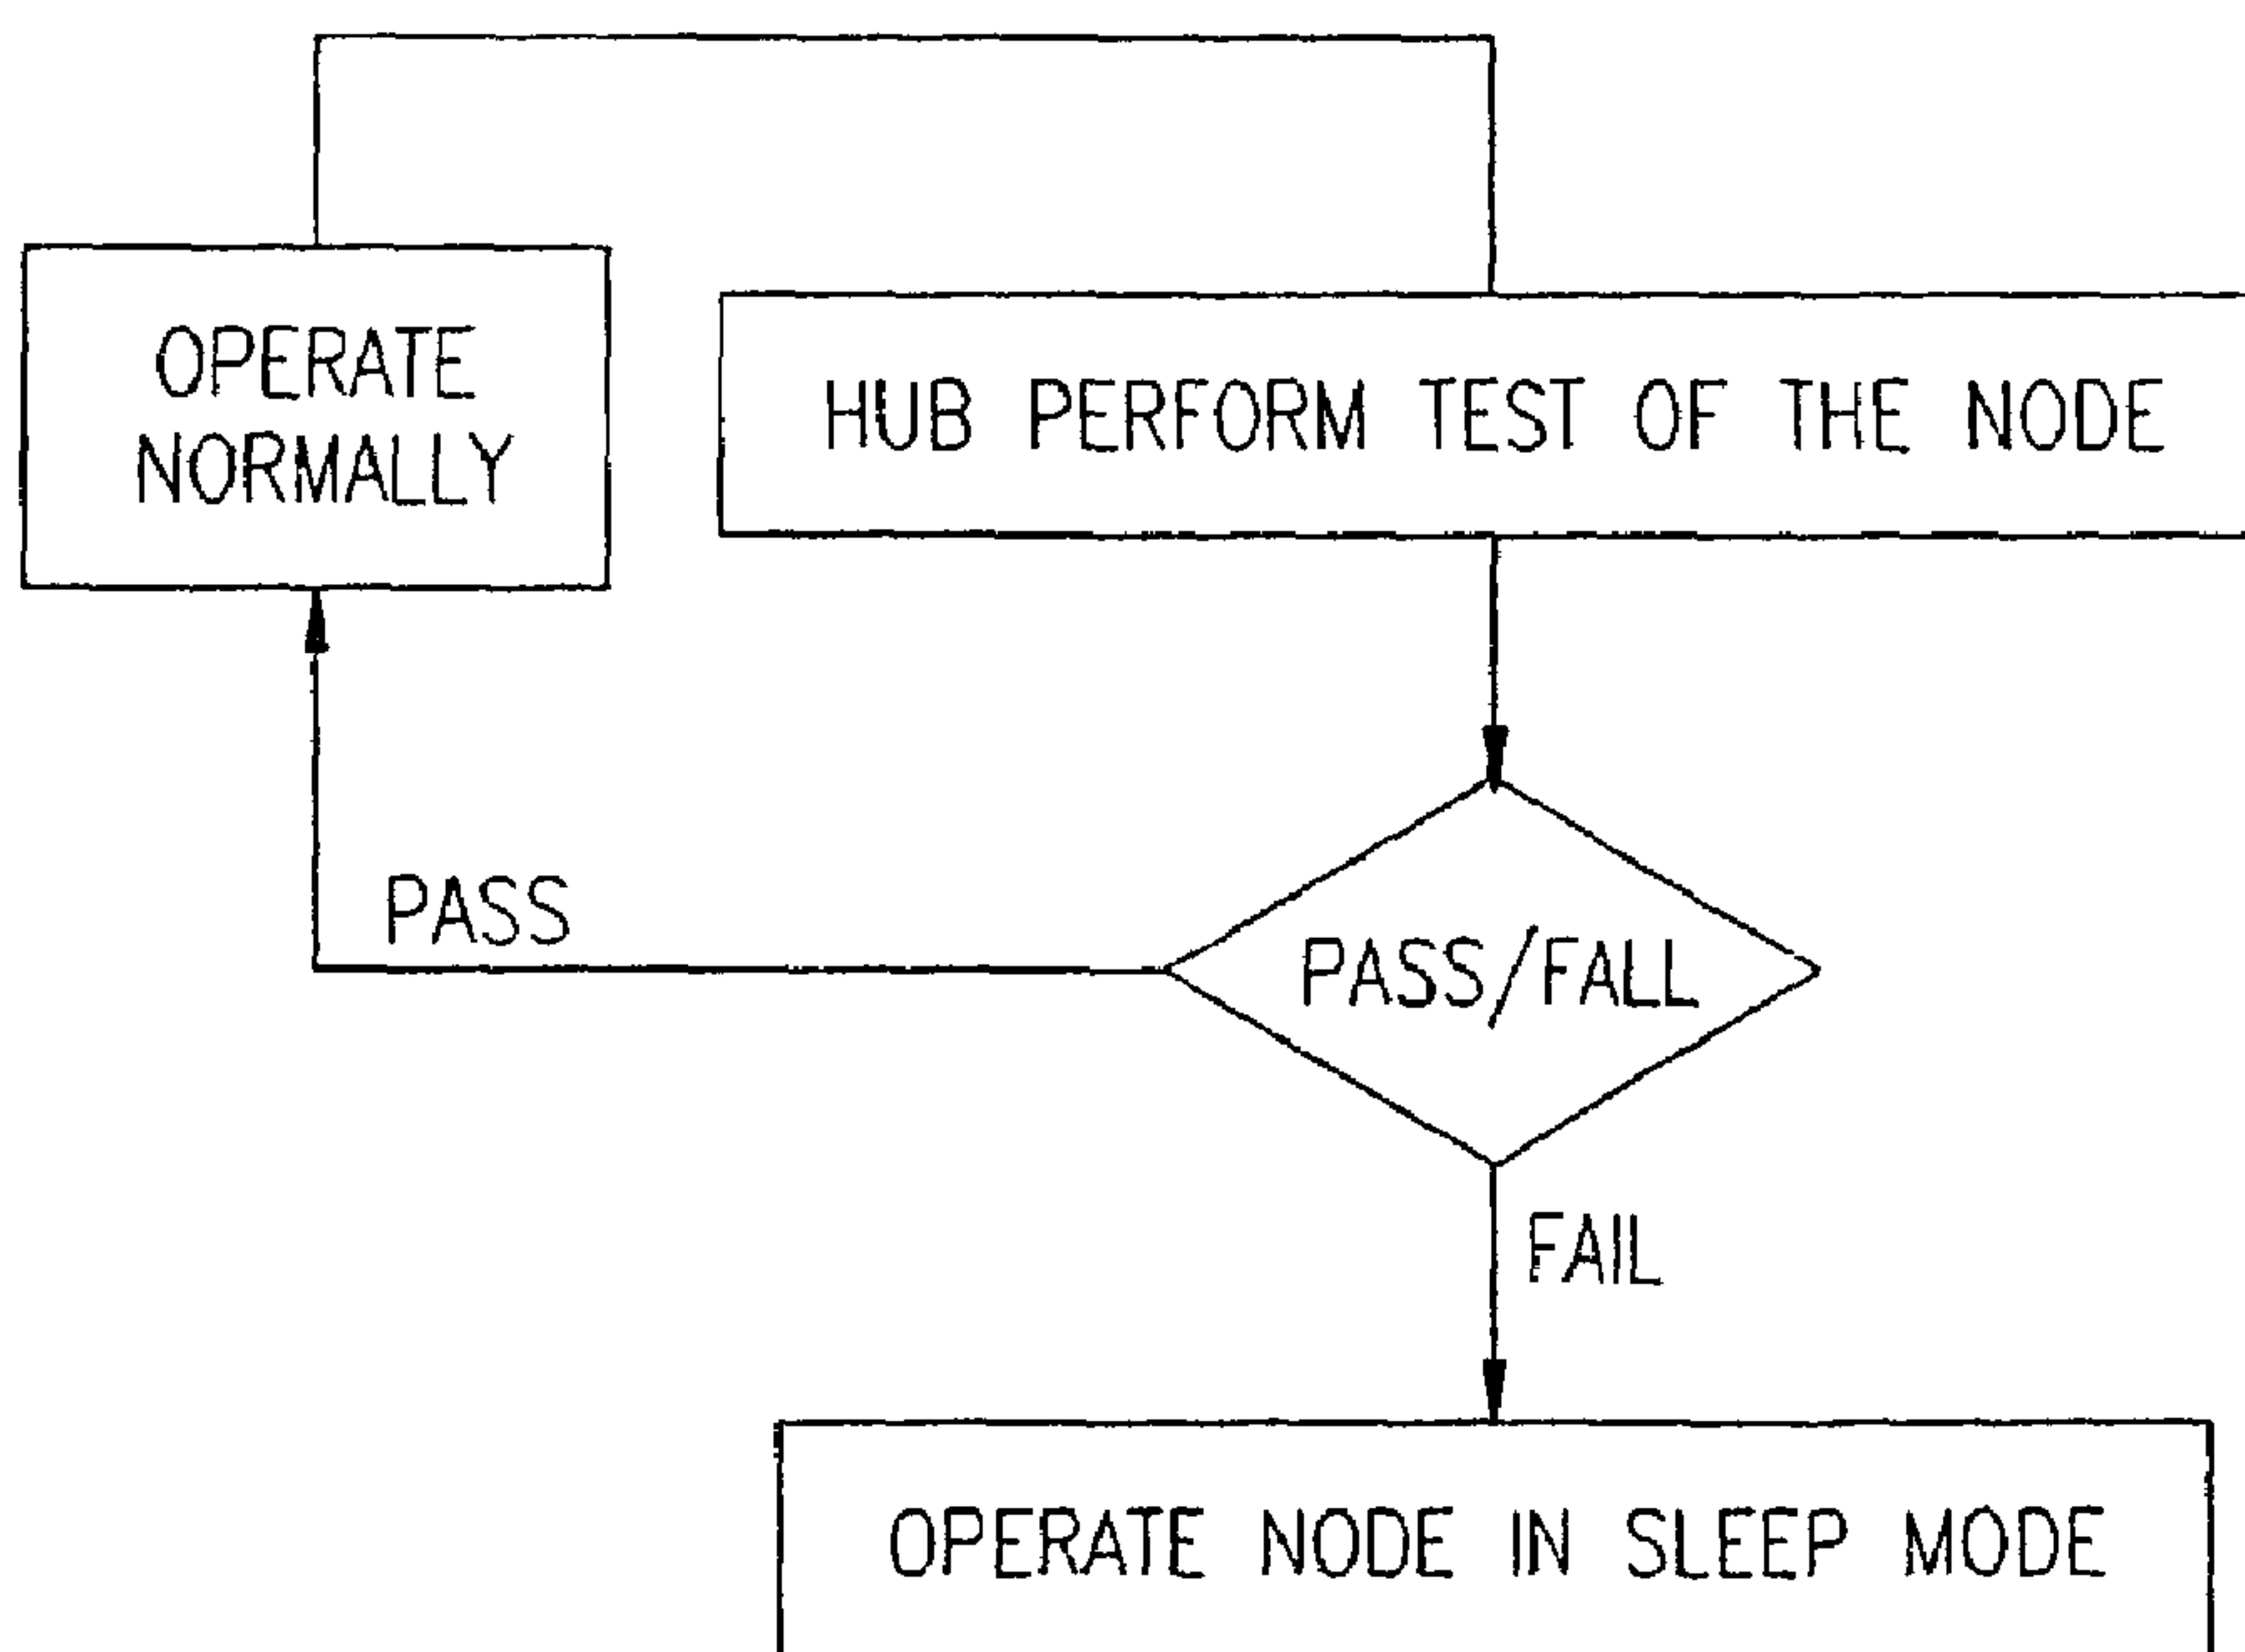 OPERATE
NORMALLY
HUB PERFORM TEST OF THE NODE
PASS
PASS/FALL
FAIL
OPERATE NODE IN SLEEP MODE